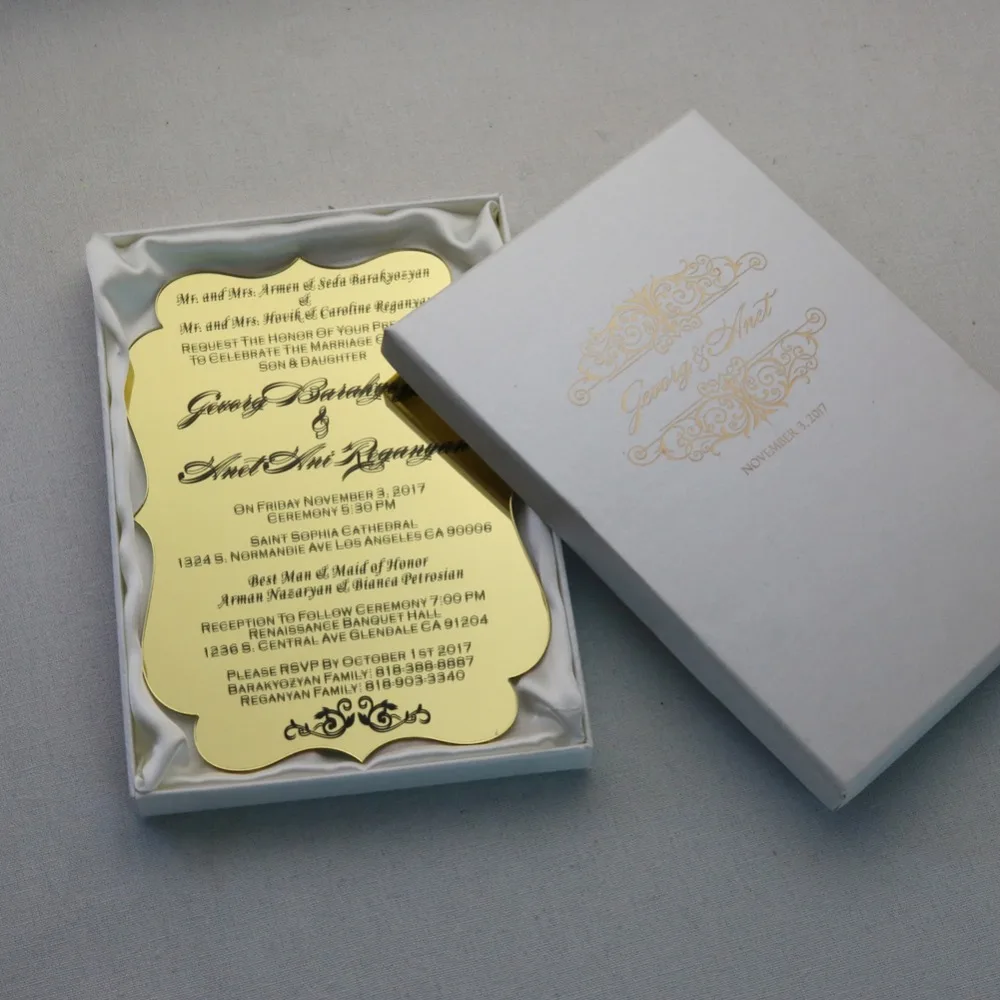 Mr. and Mrs. Armen & Seda Barakyozyan
&
Mr. and Mrs. Hovik & Caroline Reganyan
Request The Honor Of Your
To Celebrate The Marriage
Son & Daughter
Gevorg
&
Anet Ani Reganyan
On Friday November 3, 2017
Ceremony 5:30 PM
Saint Sophia Cathedral
1324 S. Normandie Ave Los Angeles CA 90006
Best Man & Maid of Honor
Arman Nazaryan & Bianca Petrosian
Reception To Follow Ceremony 7:00 PM
Renaissance Banquet Hall
1236 S. Central Ave Glendale CA 91204
Please RSVP By October 1st 2017
Barakyozyan Family: 818-388-8887
Reganyan Family: 818-903-3340
Gevorg & Anet
November 3, 2017